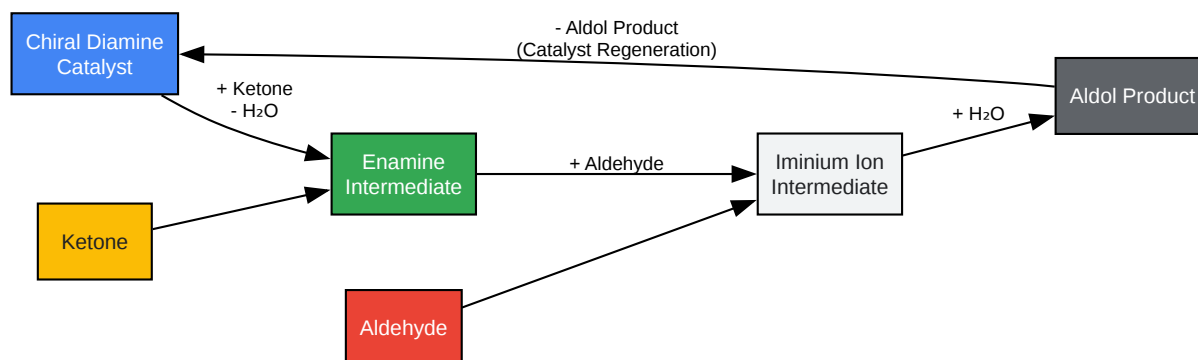 Chiral Diamine
Catalyst
- Aldol Product
(Catalyst Regeneration)
+ Ketone
- H₂O
Aldol Product
+ H₂O
Enamine
Intermediate
+ Aldehyde
Iminium Ion
Intermediate
Ketone
Aldehyde